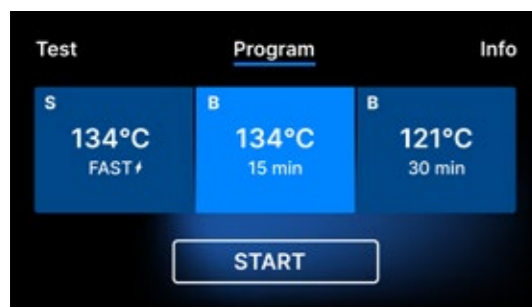 Test Program Info
S B B
134°C 134°C 121°C
FAST 15 min 30 min
START